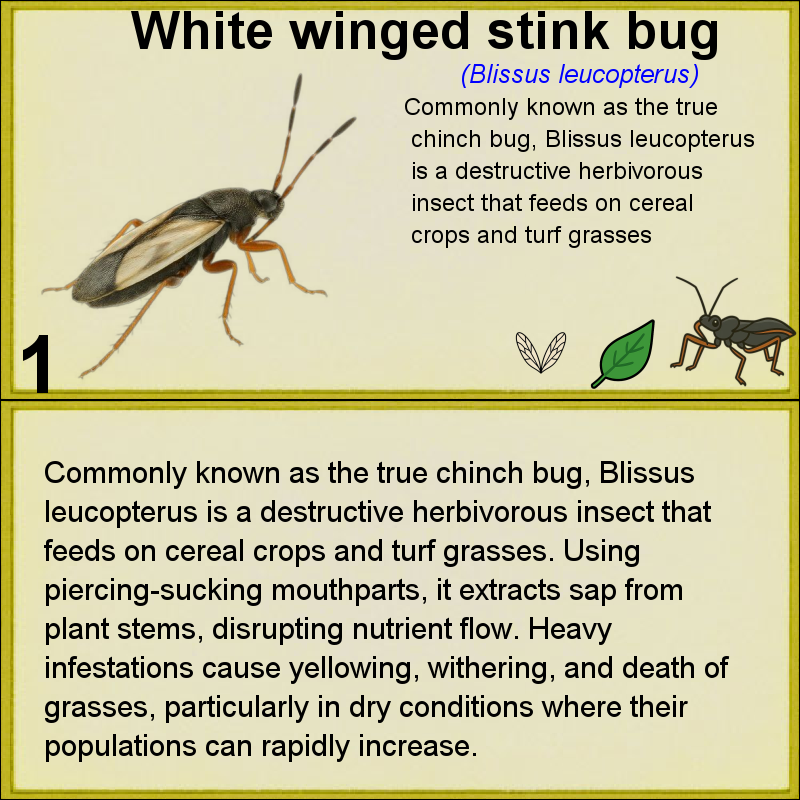 White winged stink bug
(Blissus leucopterus)
Commonly known as the true
chinch bug, Blissus leucopterus
is a destructive herbivorous
insect that feeds on cereal
crops and turf grasses
1
Commonly known as the true chinch bug, Blissus
leucopterus is a destructive herbivorous insect that
feeds on cereal crops and turf grasses. Using
piercing-sucking mouthparts, it extracts sap from
plant stems, disrupting nutrient flow. Heavy
infestations cause yellowing, withering, and death of
grasses, particularly in dry conditions where their
populations can rapidly increase.